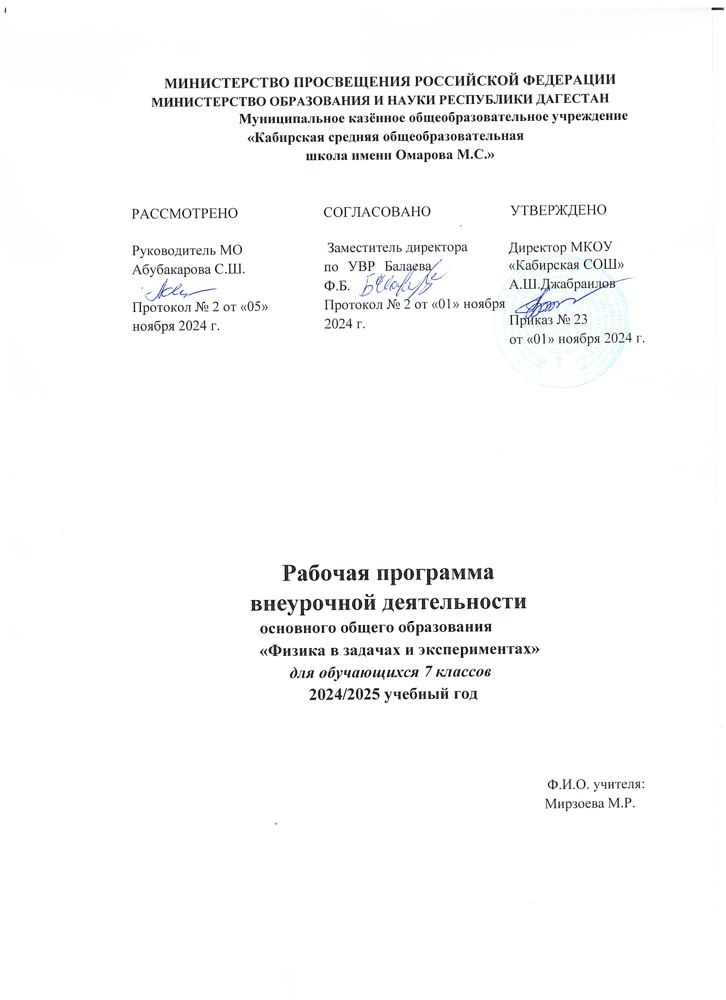 МИНИСТЕРСТВО ПРОСВЕЩЕНИЯ РОССИЙСКОЙ ФЕДЕРАЦИИ
МИНИСТЕРСТВО ОБРАЗОВАНИЯ И НАУКИ РЕСПУБЛИКИ ДАГЕСТАН
Муниципальное казённое общеобразовательное учреждение
«Кабирская средняя общеобразовательная
школа имени Омарова М.С.»
РАССМОТРЕНО
Руководитель МО
Абубакарова С.Ш.
Протокол № 2 от «05»
ноября 2024 г.
СОГЛАСОВАНО
Заместитель директора
по УВР Балаева
Ф.Б.
Протокол № 2 от «01» ноября
2024 г.
УТВЕРЖДЕНО
Директор МКОУ
«Кабирская СОШ»
А.Ш.Джабраилов
Приказ № 23
от «01» ноября 2024 г.
Рабочая программа
внеурочной деятельности
основного общего образования
«Физика в задачах и экспериментах»
для обучающихся 7 классов
2024/2025 учебный год
Ф.И.О. учителя:
Мирзоева М.Р.